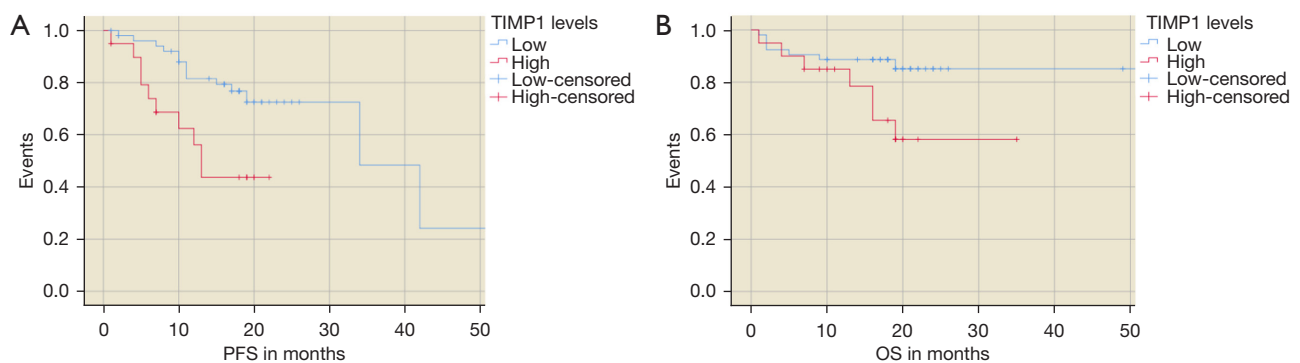 A
TIMP1 levels
Low
High
Low-censored
High-censored
Events
1.0
0.8
0.6
0.4
0.2
0.0
0 10 20 30 40 50
PFS in months
B
TIMP1 levels
Low
High
Low-censored
High-censored
Events
1.0
0.8
0.6
0.4
0.2
0.0
0 10 20 30 40 50
OS in months